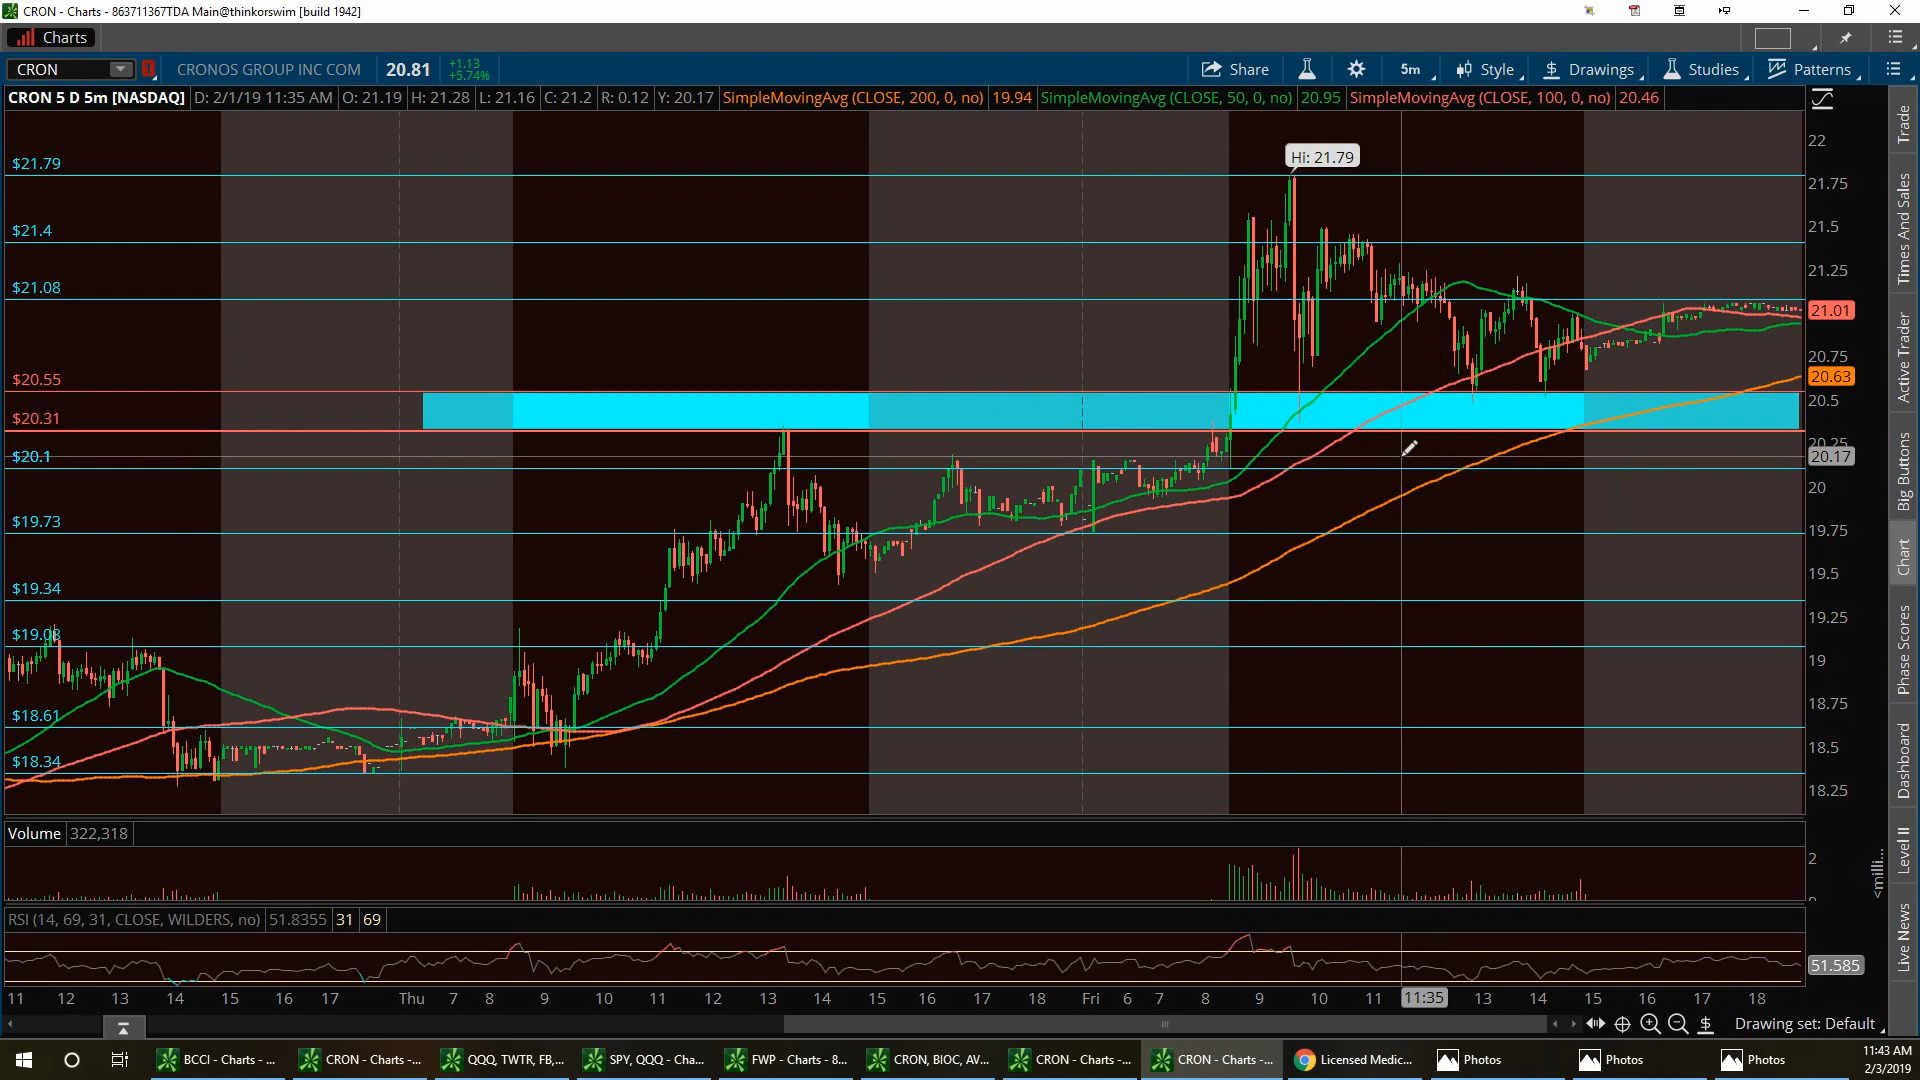 CRON - Charts - 863711367TDA Main@thinkorswim [build 1942]
Charts
CRON 1 CRONOS GROUP INC COM 20.81 +1.13 +5.74% Share 5m Style Drawings Studies Patterns
CRON 5 D 5m [NASDAQ] D: 2/1/19 11:35 AM O: 21.19 H: 21.28 L: 21.16 C: 21.2 R: 0.12 Y: 20.17 SimpleMovingAvg (CLOSE, 200, 0, no) 19.94 SimpleMovingAvg (CLOSE, 50, 0, no) 20.95 SimpleMovingAvg (CLOSE, 100, 0, no) 20.46
Hi: 21.79
$21.79
$21.4
$21.08
$20.55
$20.31
$20.1
$19.73
$19.34
$19.08
$18.61
$18.34
22
21.75
21.5
21.25
21.01
20.75
20.63
20.5
20.25
20.17
20
19.75
19.5
19.25
19
18.75
18.5
18.25
Volume 322,318
2
0
<milli...
RSI (14, 69, 31, CLOSE, WILDERS, no) 51.8355 31 69
51.585
11 12 13 14 15 16 17 Thu 7 8 9 10 11 12 13 14 15 16 17 18 Fri 6 7 8 9 10 11 11:35 13 14 15 16 17 18
Drawing set: Default
Trade
Times And Sales
Active Trader
Big Buttons
Chart
Phase Scores
Dashboard
Level II
Live News
BCCI - Charts - ... CRON - Charts -... QQQ, TWTR, FB,... SPY, QQQ - Cha... FWP - Charts - 8... CRON, BIOC, AV... CRON - Charts -... CRON - Charts -... Licensed Medic... Photos Photos Photos
11:43 AM
2/3/2019